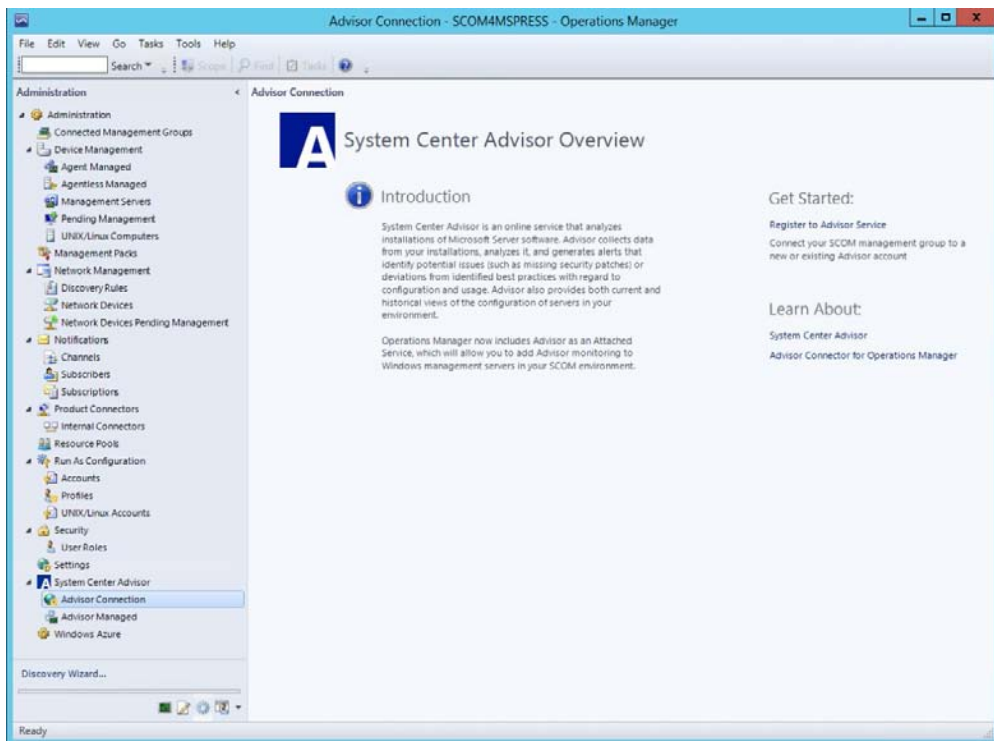 Advisor Connection - SCOM4MSPRESS - Operations Manager
File Edit View Go Tasks Tools Help
Search Scope Find Tasks
Administration
Advisor Connection
Administration
Connected Management Groups
Device Management
Agent Managed
Agentless Managed
Management Servers
Pending Management
UNIX/Linux Computers
Management Packs
Network Management
Discovery Rules
Network Devices
Network Devices Pending Management
Notifications
Channels
Subscribers
Subscriptions
Product Connectors
Internal Connectors
Resource Pools
Run As Configuration
Accounts
Profiles
UNIX/Linux Accounts
Security
User Roles
Settings
System Center Advisor
Advisor Connection
Advisor Managed
Windows Azure
Discovery Wizard...
Ready
A
System Center Advisor Overview
Introduction
System Center Advisor is an online service that analyzes
installations of Microsoft Server software. Advisor collects data
from your installations, analyzes it, and generates alerts that
identify potential issues (such as missing security patches) or
deviations from identified best practices with regard to
configuration and usage. Advisor also provides both current and
historical views of the configuration of servers in your
environment.
Operations Manager now includes Advisor as an Attached
Service, which will allow you to add Advisor monitoring to
Windows management servers in your SCOM environment.
Get Started:
Register to Advisor Service
Connect your SCOM management group to a
new or existing Advisor account
Learn About:
System Center Advisor
Advisor Connector for Operations Manager